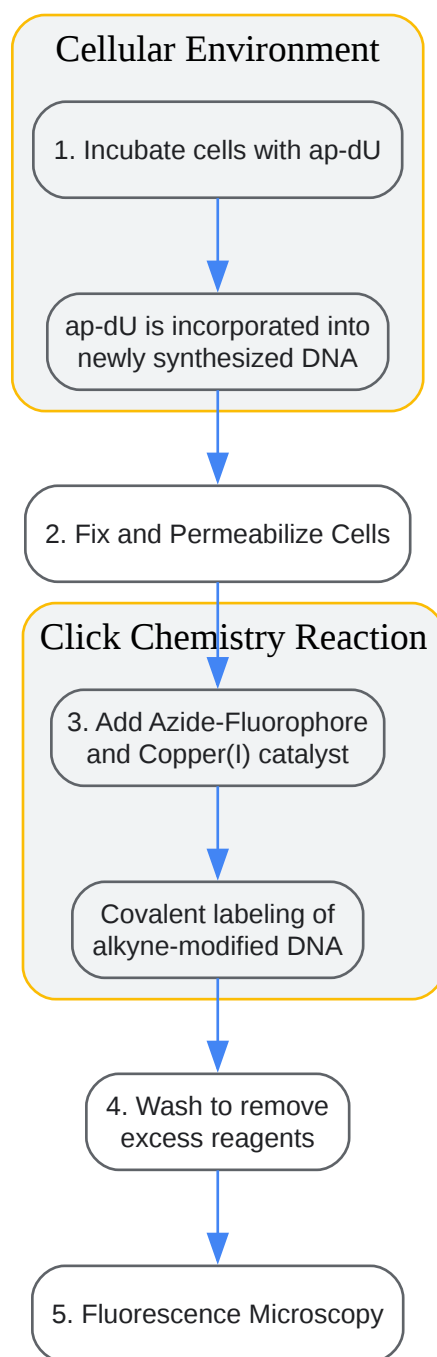 Cellular Environment
1. Incubate cells with ap-dU
ap-dU is incorporated into
newly synthesized DNA
2. Fix and Permeabilize Cells
Click Chemistry Reaction
3. Add Azide-Fluorophore
and Copper(I) catalyst
Covalent labeling of
alkyne-modified DNA
4. Wash to remove
excess reagents
5. Fluorescence Microscopy